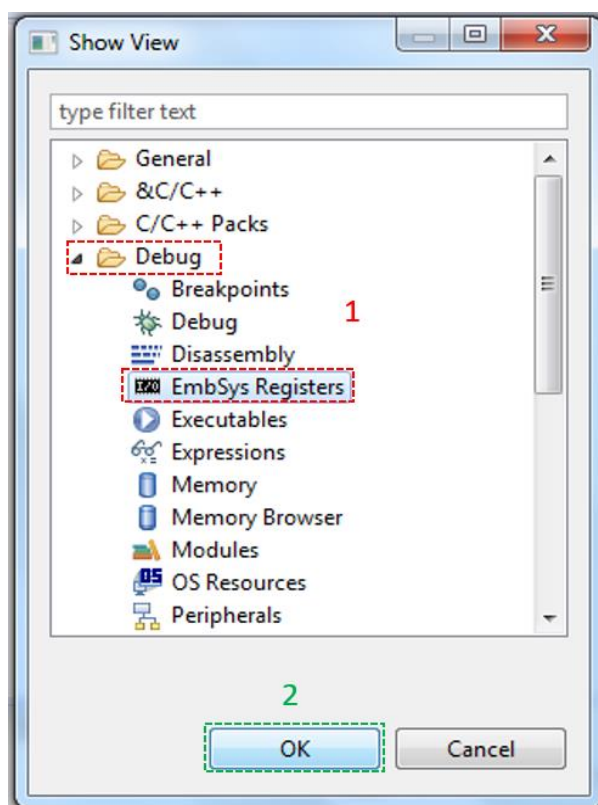 Show View
type filter text
General
&C/C++
C/C++ Packs
Debug
Breakpoints
1
Debug
Disassembly
I/O EmbSys Registers
Executables
Expressions
Memory
Memory Browser
Modules
OS OS Resources
Peripherals
2
OK Cancel